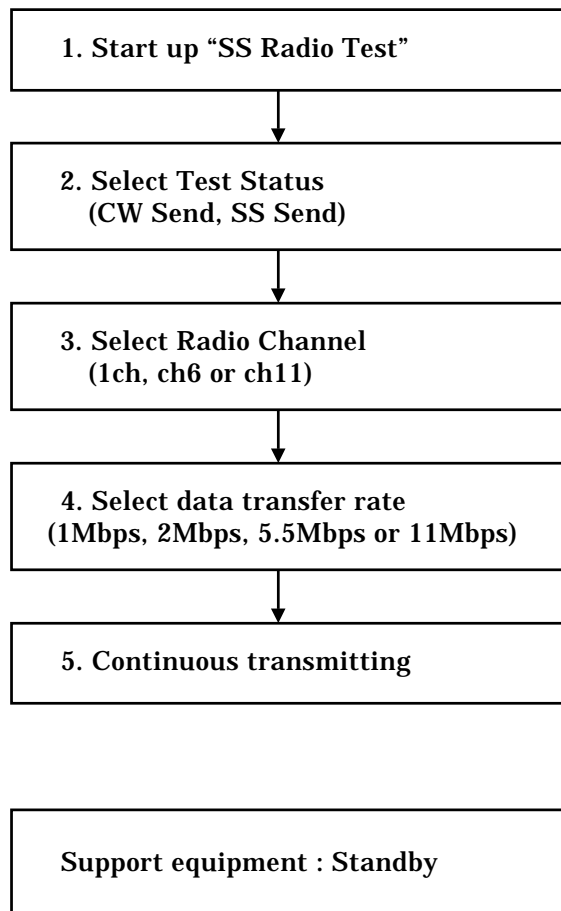 1. Start up “SS Radio Test”
2. Select Test Status
(CW Send, SS Send)
3. Select Radio Channel
(1ch, ch6 or ch11)
4. Select data transfer rate
(1Mbps, 2Mbps, 5.5Mbps or 11Mbps)
5. Continuous transmitting
Support equipment : Standby